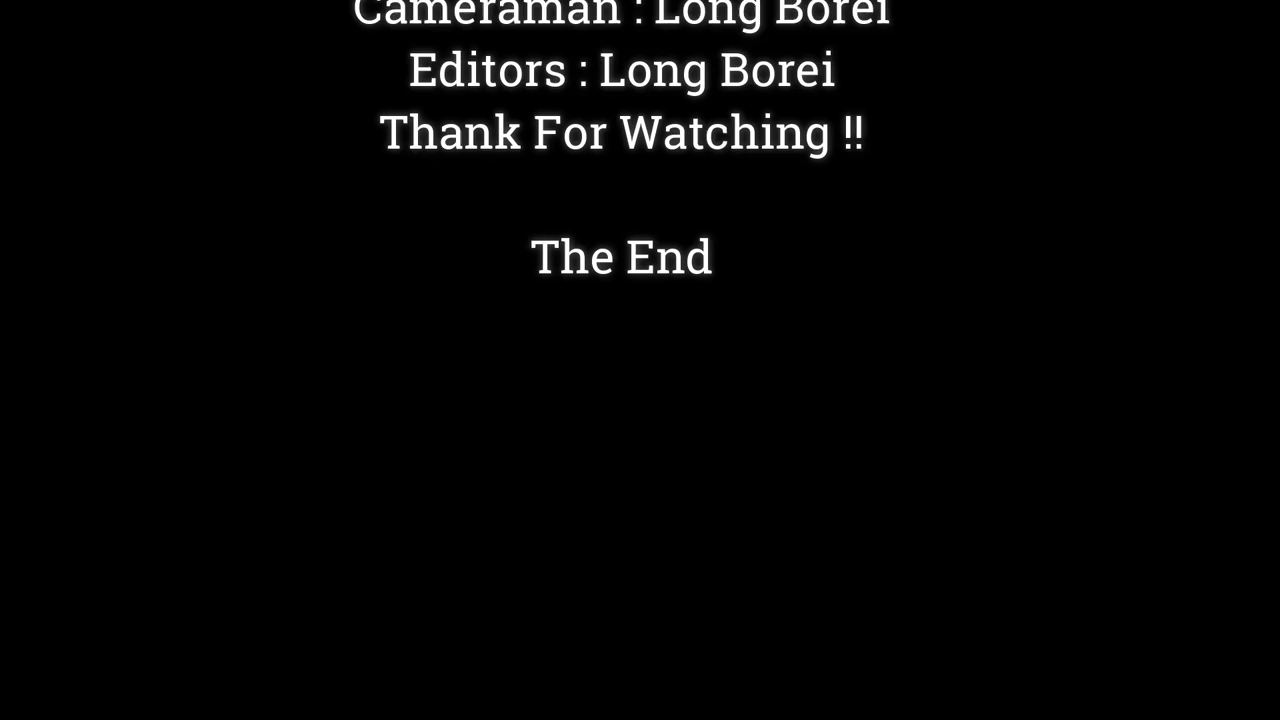 Cameraman : Long Borei
Editors : Long Borei
Thank For Watching !!
The End